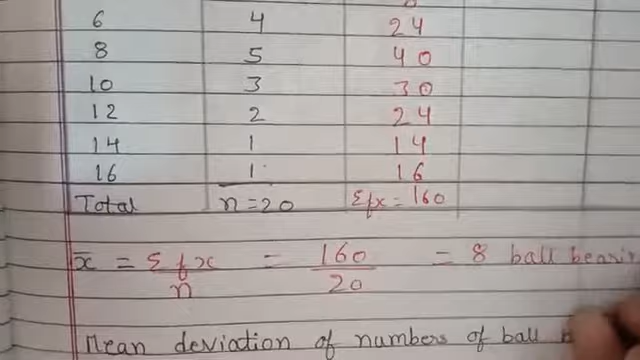 6 4 24
8 5 40
10 3 30
12 2 24
14 1 14
16 1 16
Total n=20 Σfx = 160
x̄ = Σfx/n = 160/20 = 8 ball
Mean deviation of numbers of ball